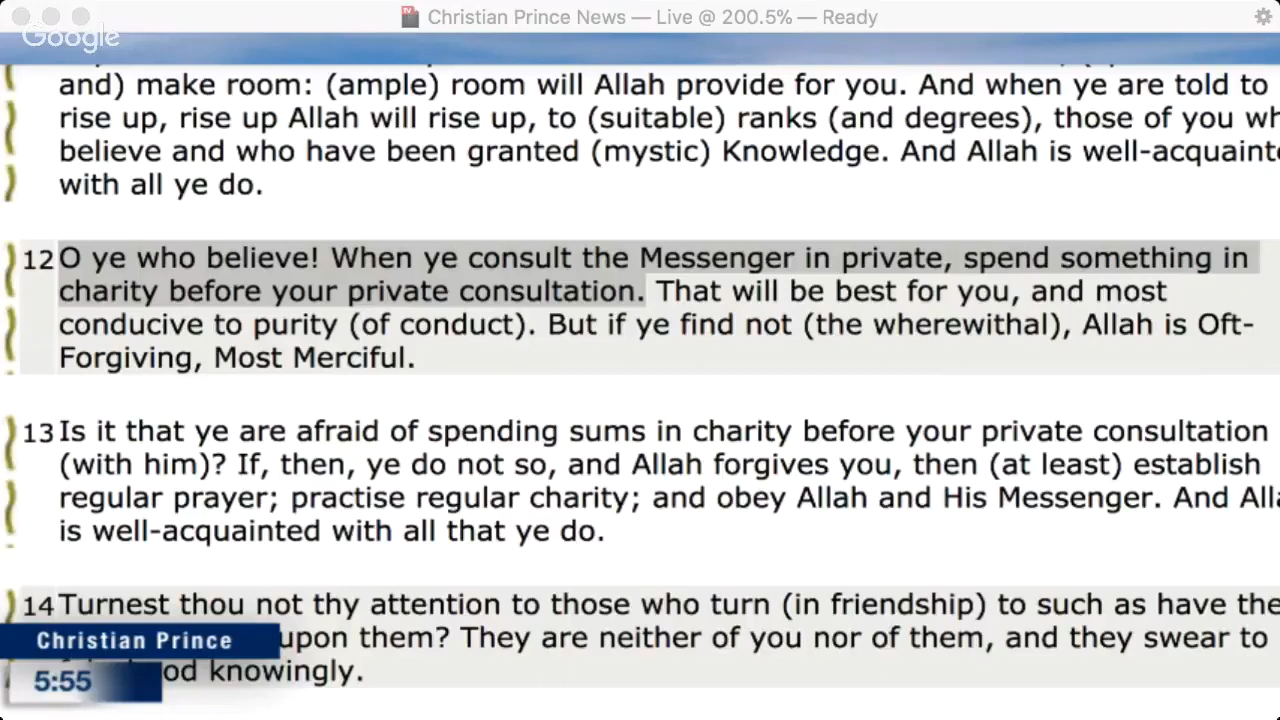 Christian Prince News — Live @ 200.5% — Ready
Google
and) make room: (ample) room will Allah provide for you. And when ye are told to
rise up, rise up Allah will rise up, to (suitable) ranks (and degrees), those of you wh
believe and who have been granted (mystic) Knowledge. And Allah is well-acquainte
with all ye do.
12 O ye who believe! When ye consult the Messenger in private, spend something in
charity before your private consultation. That will be best for you, and most
conducive to purity (of conduct). But if ye find not (the wherewithal), Allah is Oft-
Forgiving, Most Merciful.
13 Is it that ye are afraid of spending sums in charity before your private consultation
(with him)? If, then, ye do not so, and Allah forgives you, then (at least) establish
regular prayer; practise regular charity; and obey Allah and His Messenger. And Alla
is well-acquainted with all that ye do.
14 Turnest thou not thy attention to those who turn (in friendship) to such as have the
upon them? They are neither of you nor of them, and they swear to
knowingly.
Christian Prince
5:55